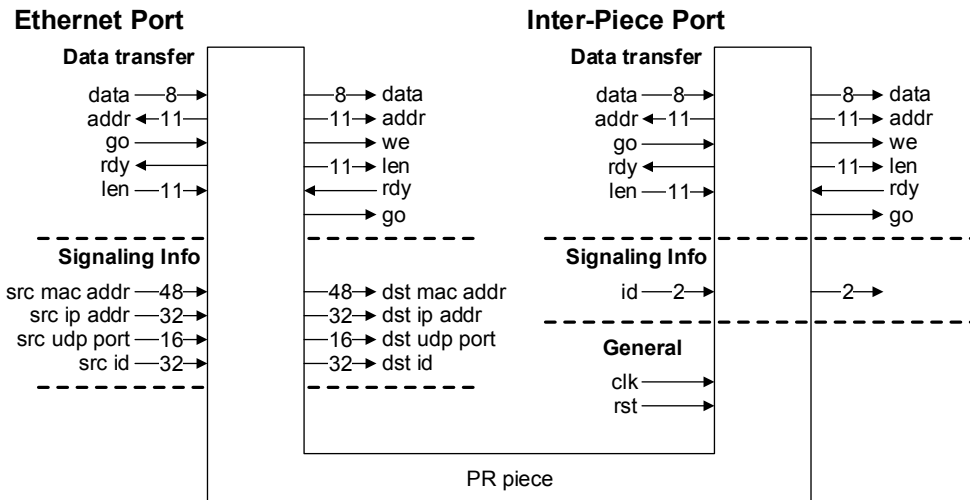 Ethernet Port
Inter-Piece Port
Data transfer
Data transfer
data 8 8 data
data 8 8 data
addr 11 11 addr
addr 11 11 addr
go we
go we
rdy 11 len
rdy 11 len
len 11 rdy
len 11 rdy
go
go
Signaling Info
Signaling Info
src mac addr 48 48 dst mac addr
id 2 2
src ip addr 32 32 dst ip addr
src udp port 16 16 dst udp port
src id 32 32 dst id
General
clk
rst
PR piece